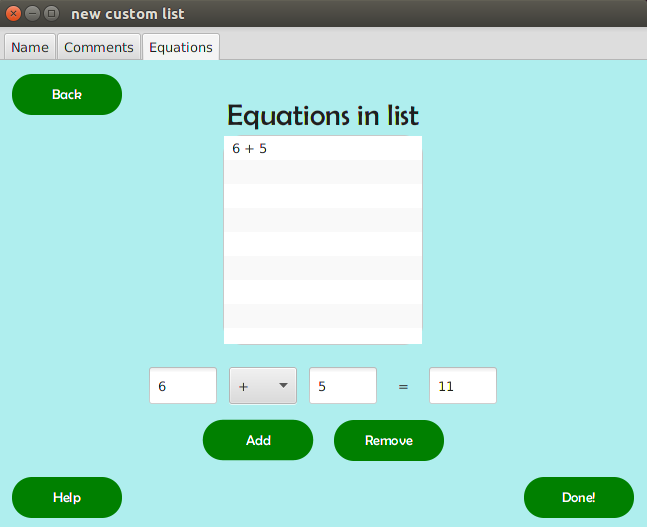 new custom list
Name Comments Equations
Back
Equations in list
6 + 5
6 + 5 = 11
Add Remove
Help Done!